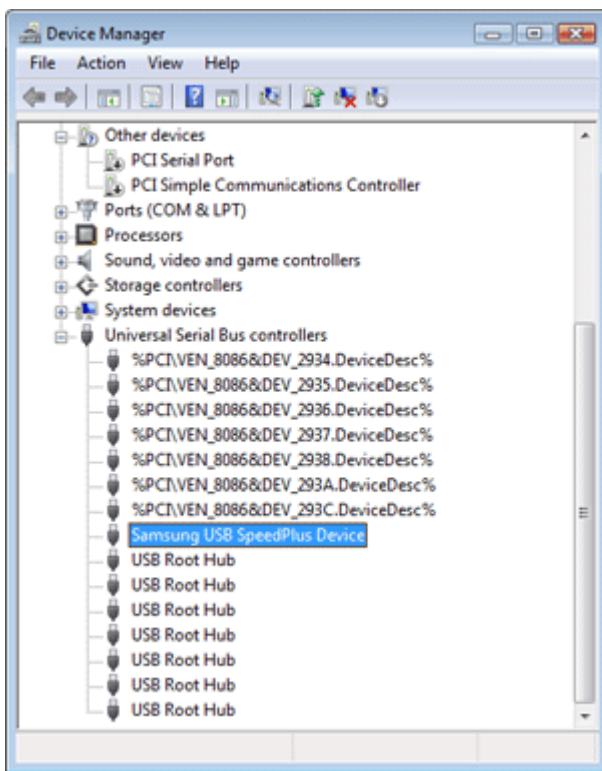 Device Manager
File Action View Help
Other devices
PCI Serial Port
PCI Simple Communications Controller
Ports (COM & LPT)
Processors
Sound, video and game controllers
Storage controllers
System devices
Universal Serial Bus controllers
%PCI\VEN_8086&DEV_2934.DeviceDesc%
%PCI\VEN_8086&DEV_2935.DeviceDesc%
%PCI\VEN_8086&DEV_2936.DeviceDesc%
%PCI\VEN_8086&DEV_2937.DeviceDesc%
%PCI\VEN_8086&DEV_2938.DeviceDesc%
%PCI\VEN_8086&DEV_293A.DeviceDesc%
%PCI\VEN_8086&DEV_293C.DeviceDesc%
Samsung USB SpeedPlus Device
USB Root Hub
USB Root Hub
USB Root Hub
USB Root Hub
USB Root Hub
USB Root Hub
USB Root Hub